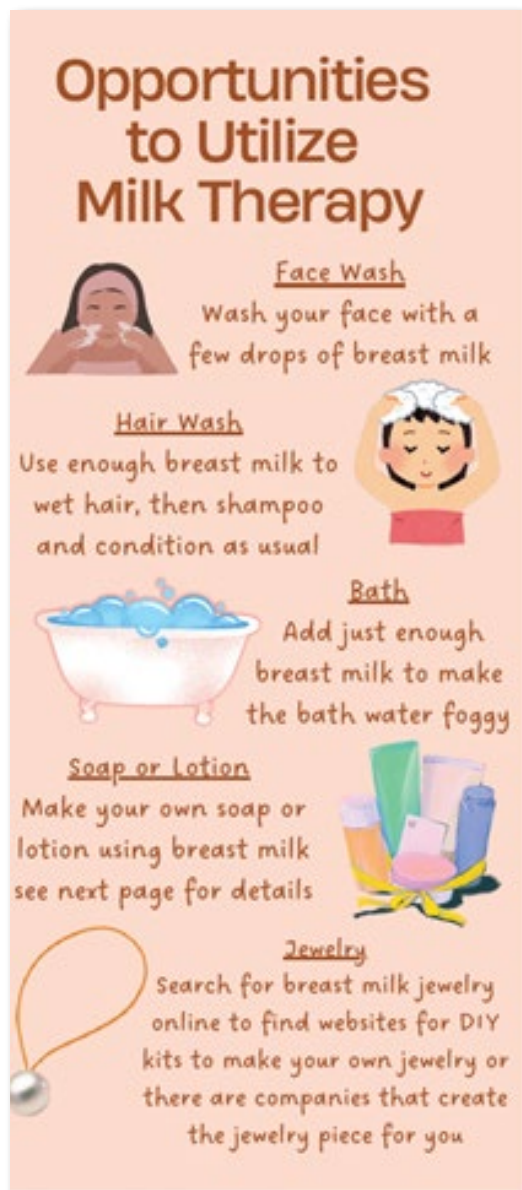 Opportunities
to Utilize
Milk Therapy
Face Wash
Wash your face with a
few drops of breast milk
Hair Wash
Use enough breast milk to
wet hair, then shampoo
and condition as usual
Bath
Add just enough
breast milk to make
the bath water foggy
Soap or Lotion
Make your own soap or
lotion using breast milk
see next page for details
Jewelry
Search for breast milk jewelry
online to find websites for DIY
kits to make your own jewelry or
there are companies that create
the jewelry piece for you